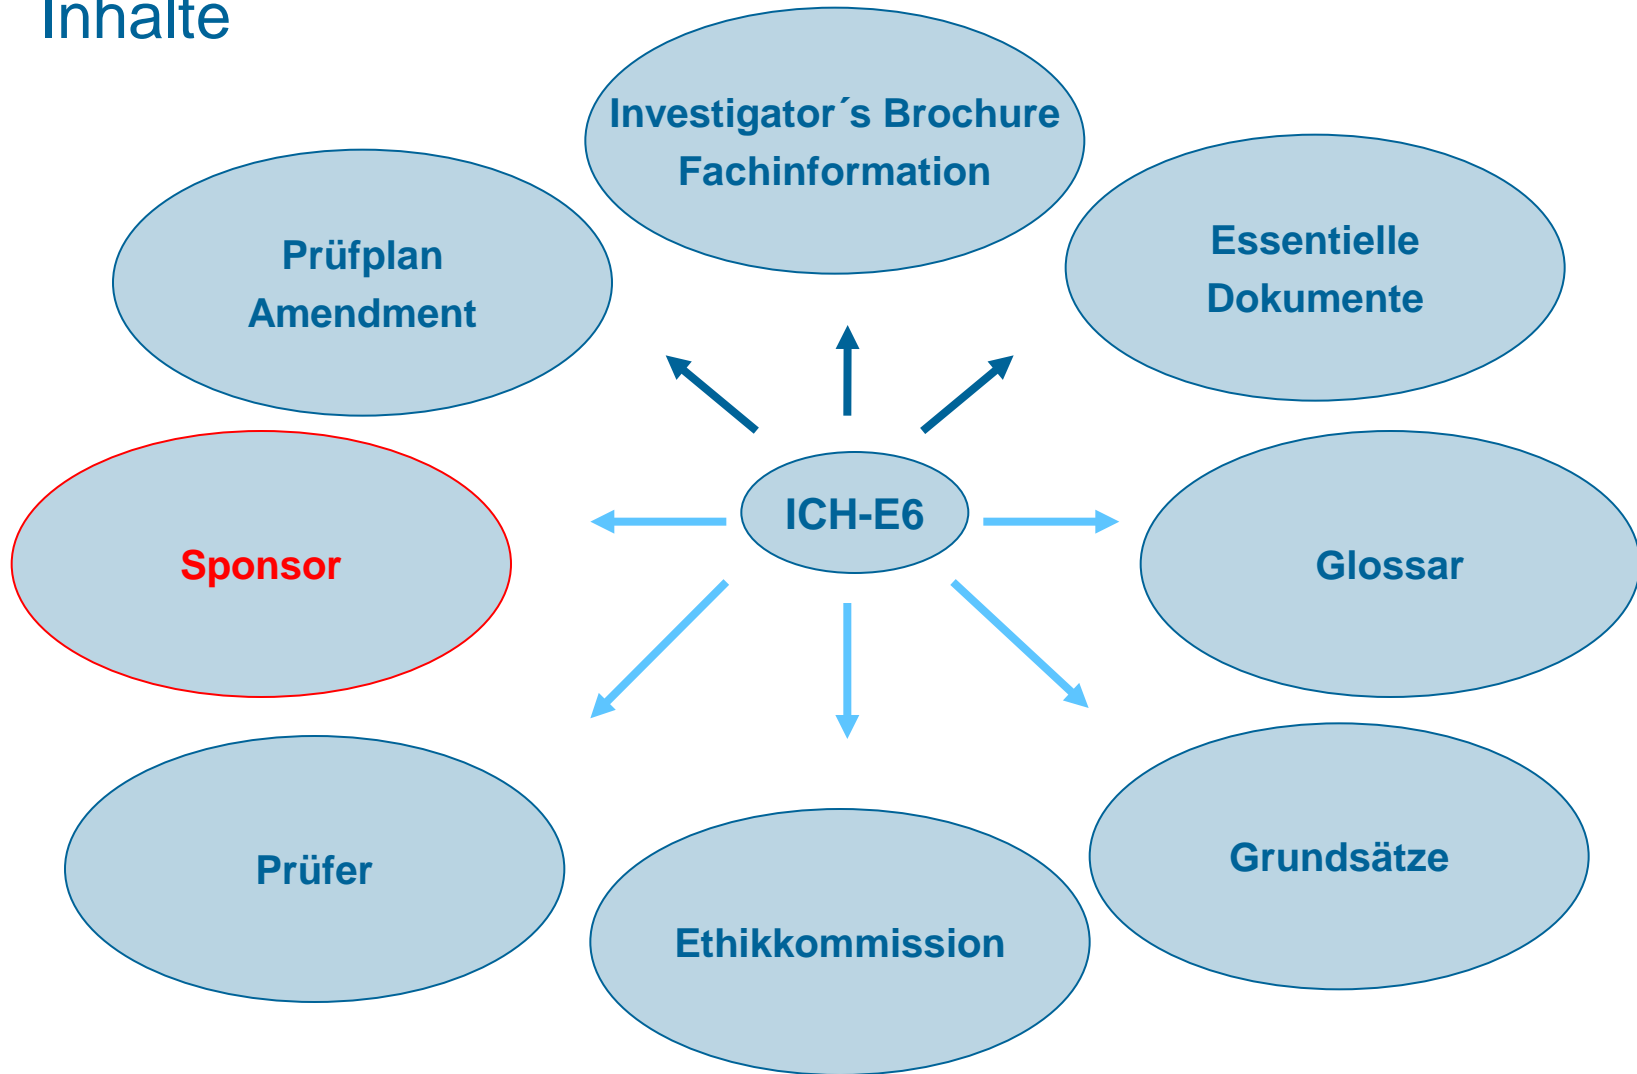 Inhalte
Investigator´s Brochure
Fachinformation
Prüfplan
Amendment
Essentielle
Dokumente
ICH-E6
Sponsor
Glossar
Prüfer
Grundsätze
Ethikkommission